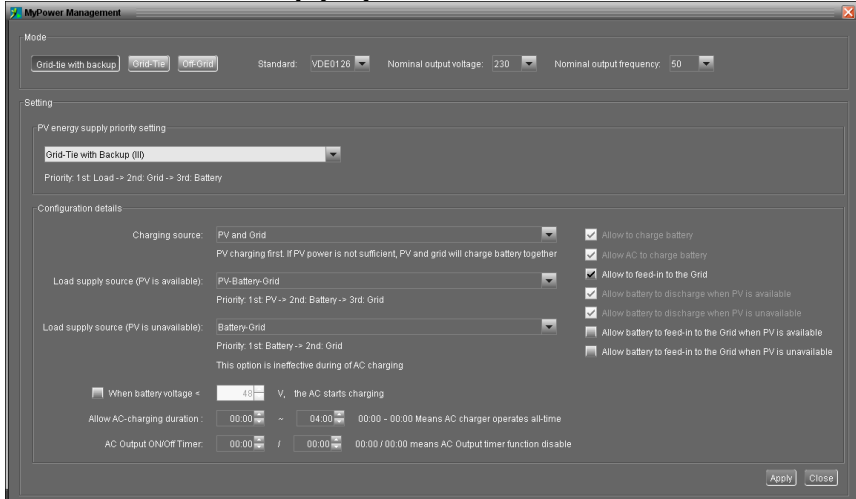 MyPower Management
Mode
Grid-tie with backup Grid-Tie Off-Grid Standard: VDE0126 Nominal output voltage: 230 Nominal output frequency: 50
Setting
PV energy supply priority setting
Grid-Tie with Backup (III)
Priority: 1st: Load -> 2nd: Grid -> 3rd: Battery
Configuration details
Charging source: PV and Grid
PV charging first. If PV power is not sufficient, PV and grid will charge battery together
Load supply source (PV is available): PV-Battery-Grid
Priority: 1st: PV -> 2nd: Battery -> 3rd: Grid
Load supply source (PV is unavailable): Battery-Grid
Priority: 1st: Battery -> 2nd: Grid
This option is ineffective during of AC charging
When battery voltage < 48 V, the AC starts charging
Allow AC-charging duration : 00:00 ~ 04:00 00:00 - 00:00 Means AC charger operates all-time
AC Output ON/Off Timer: 00:00 / 00:00 00:00 / 00:00 means AC Output timer function disable
Allow to charge battery
Allow AC to charge battery
Allow to feed-in to the Grid
Allow battery to discharge when PV is available
Allow battery to discharge when PV is unavailable
Allow battery to feed-in to the Grid when PV is available
Allow battery to feed-in to the Grid when PV is unavailable
Apply Close